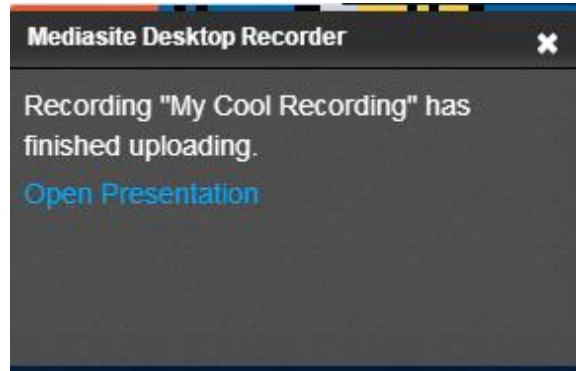 Mediasite Desktop Recorder
Recording "My Cool Recording" has
finished uploading.
Open Presentation